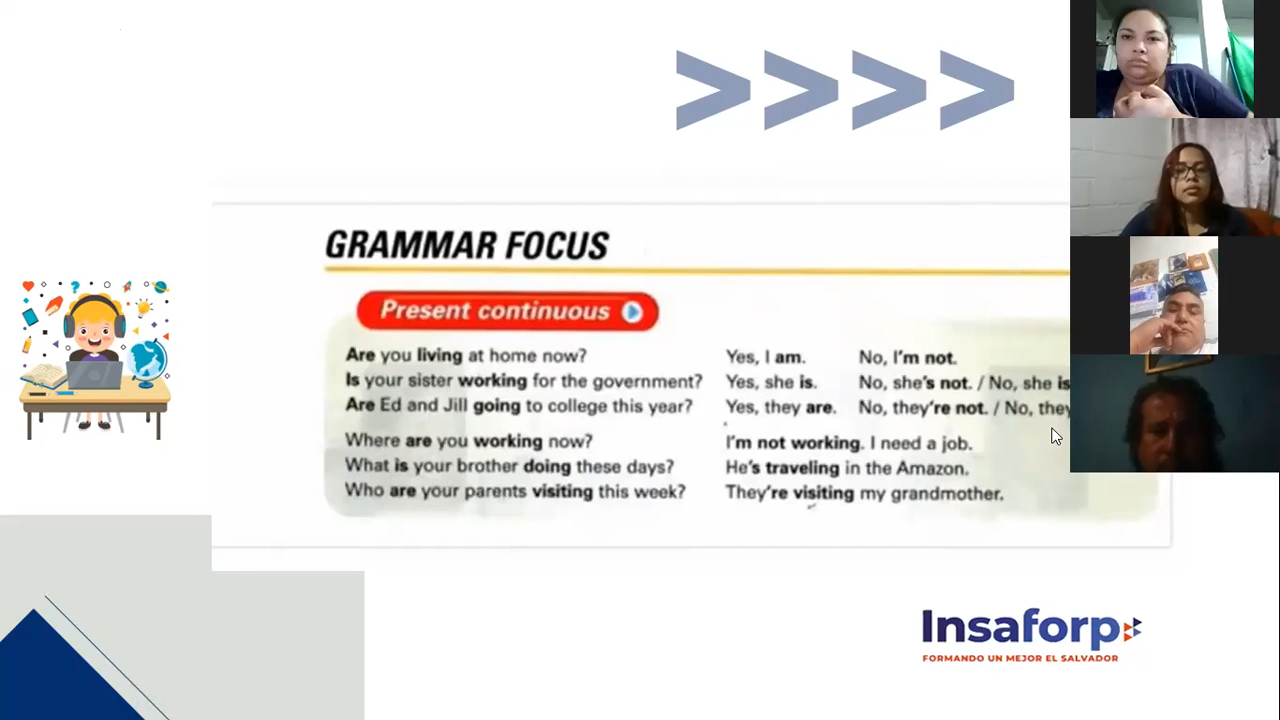 >>>>
GRAMMAR FOCUS
Present continuous
Are you living at home now? Yes, I am. No, I'm not.
Is your sister working for the government? Yes, she is. No, she's not. / No, she is
Are Ed and Jill going to college this year? Yes, they are. No, they're not. / No, they
Where are you working now? I'm not working. I need a job.
What is your brother doing these days? He's traveling in the Amazon.
Who are your parents visiting this week? They're visiting my grandmother.
Insaforp
FORMANDO UN MEJOR EL SALVADOR